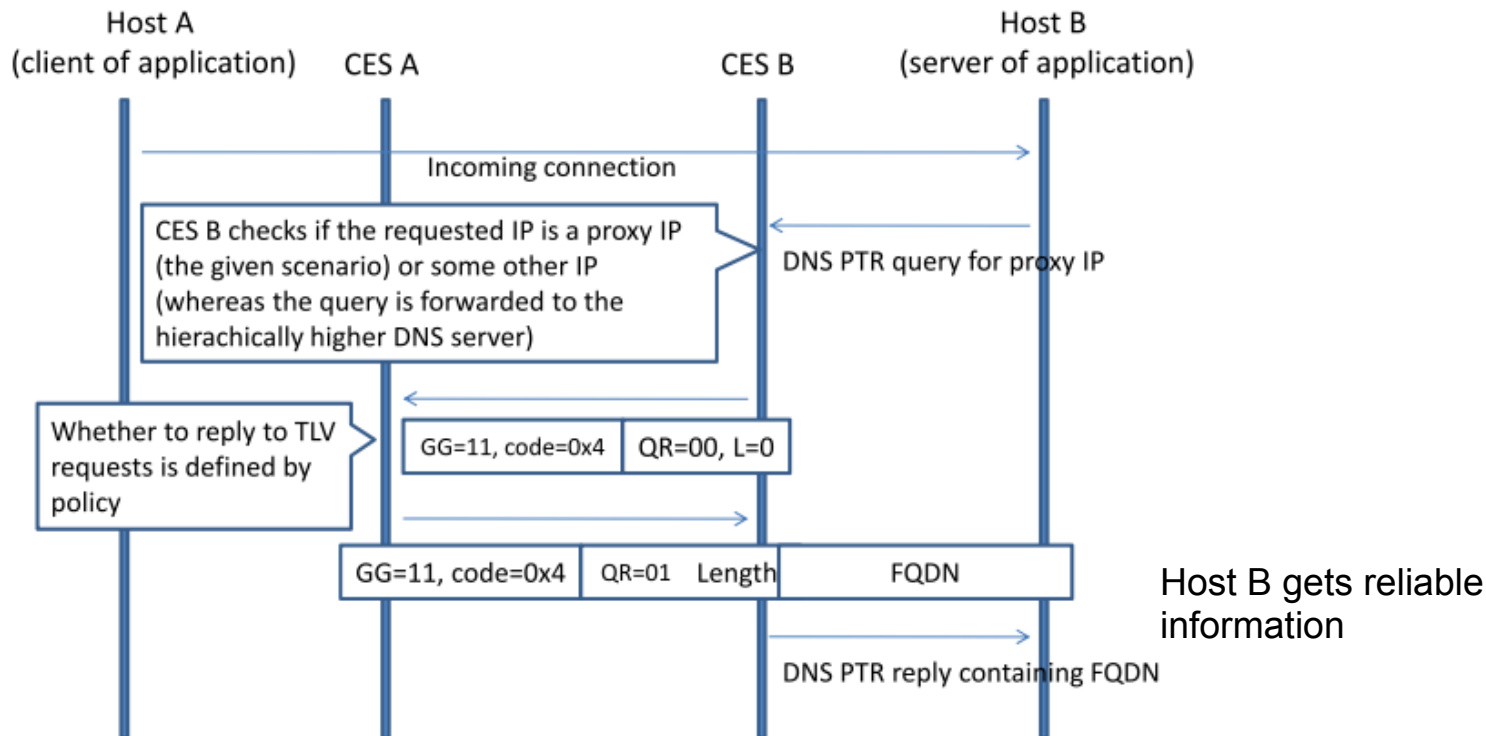 Host A
(client of application)
CES A
CES B
Host B
(server of application)
Incoming connection
DNS PTR query for proxy IP
CES B checks if the requested IP is a proxy IP
(the given scenario) or some other IP
(whereas the query is forwarded to the
hierachically higher DNS server)
Whether to reply to TLV
requests is defined by
policy
GG=11, code=0x4
QR=00, L=0
GG=11, code=0x4
QR=01
Length
FQDN
Host B gets reliable
information
DNS PTR reply containing FQDN